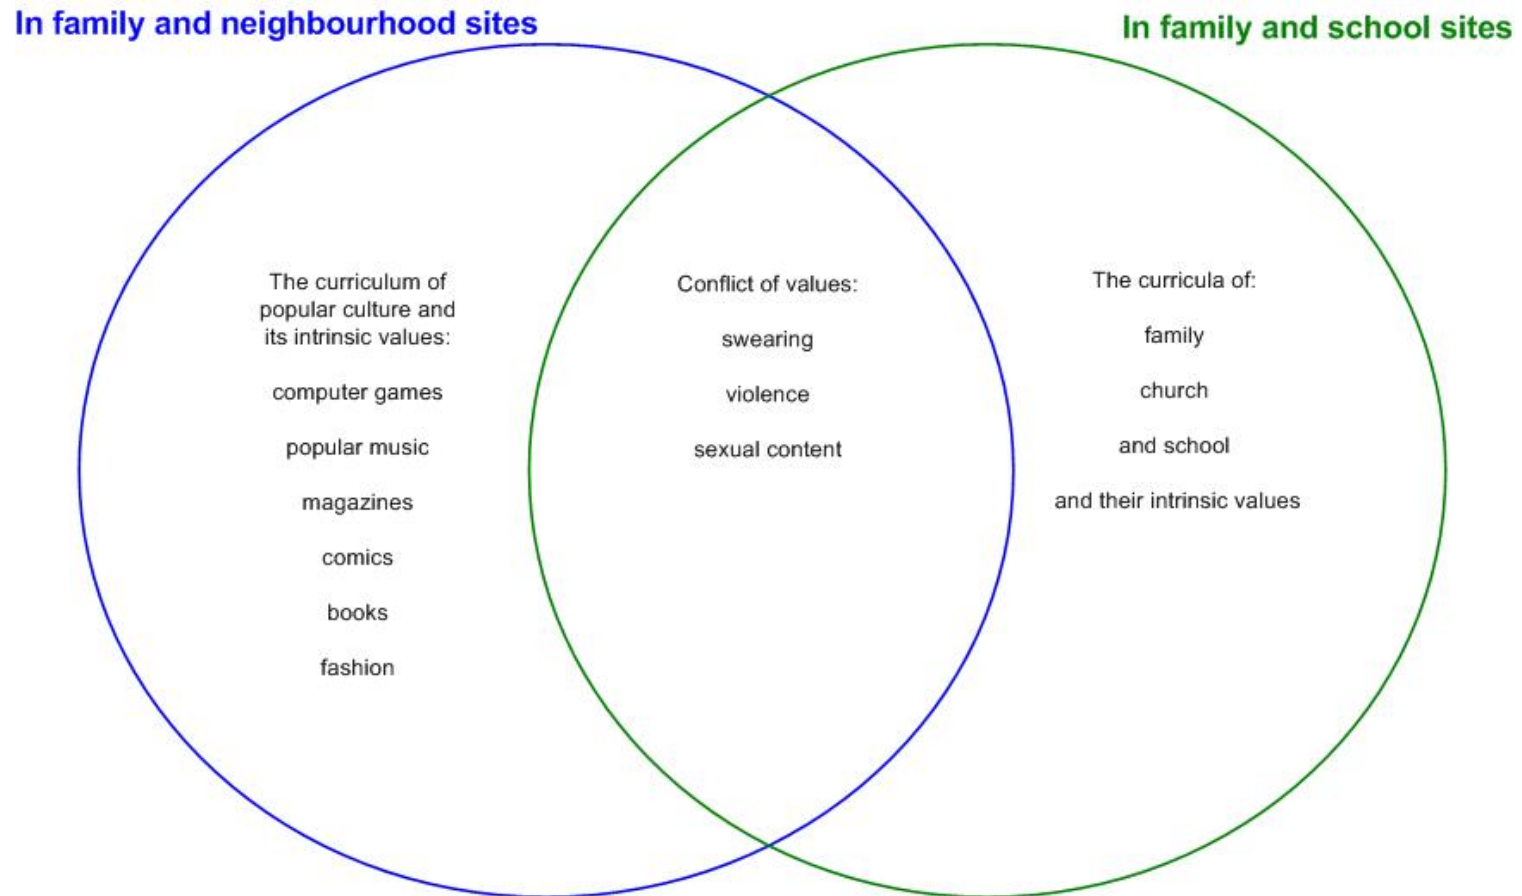 In family and neighbourhood sites
In family and school sites
The curriculum of
popular culture and
its intrinsic values:
computer games
popular music
magazines
comics
books
fashion
Conflict of values:
swearing
violence
sexual content
The curricula of:
family
church
and school
and their intrinsic values